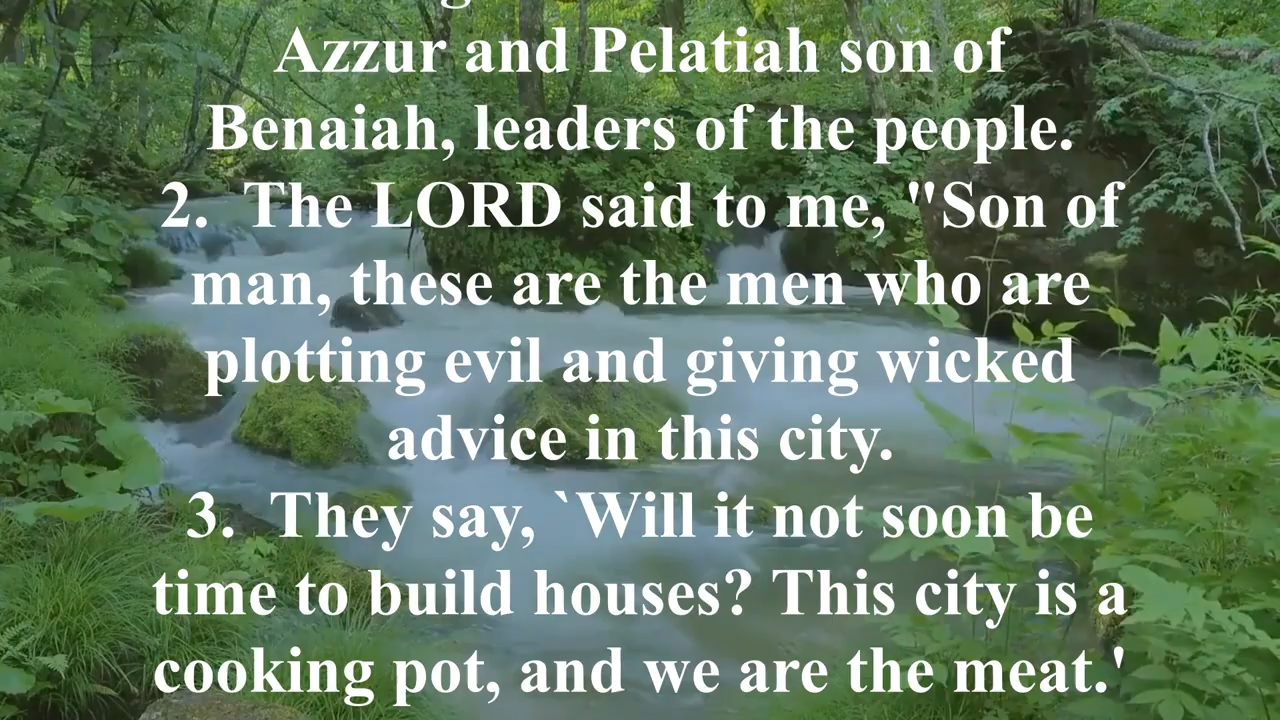 Azzur and Pelatiah son of
Benaiah, leaders of the people.
2.  The LORD said to me, "Son of
man, these are the men who are
plotting evil and giving wicked
advice in this city.
3.  They say, `Will it not soon be
time to build houses? This city is a
cooking pot, and we are the meat.'